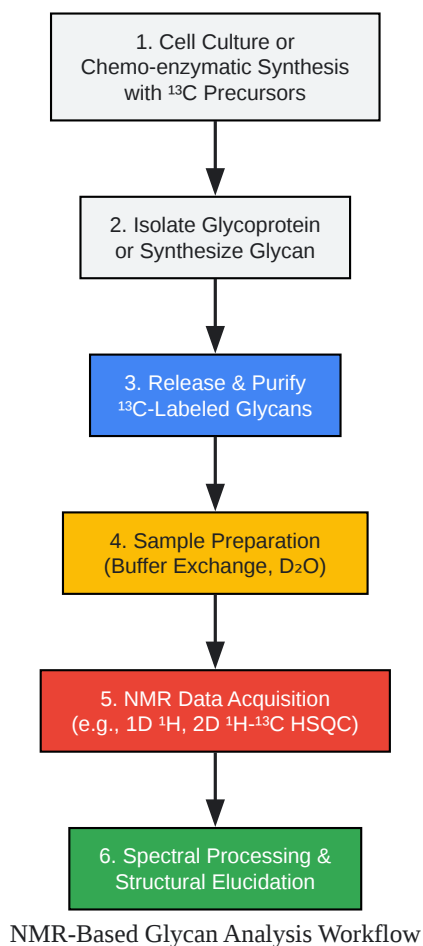 1. Cell Culture or
Chemo-enzymatic Synthesis
with ¹³C Precursors
2. Isolate Glycoprotein
or Synthesize Glycan
3. Release & Purify
¹³C-Labeled Glycans
4. Sample Preparation
(Buffer Exchange, D₂O)
5. NMR Data Acquisition
(e.g., 1D ¹H, 2D ¹H-¹³C HSQC)
6. Spectral Processing &
Structural Elucidation
NMR-Based Glycan Analysis Workflow